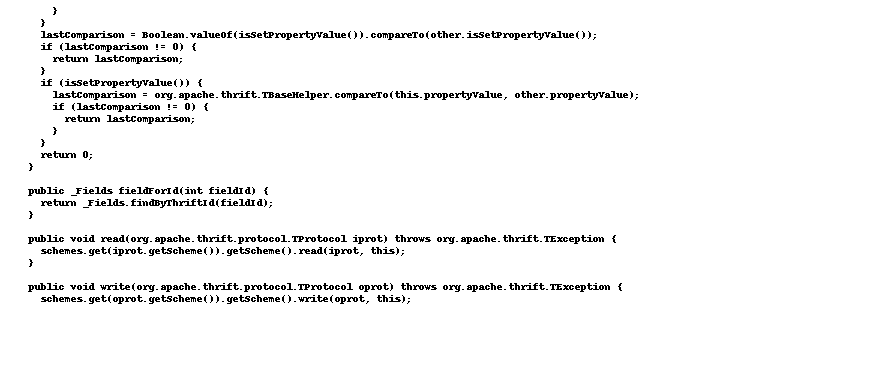 }
  }
  lastComparison = Boolean.valueOf(isSetPropertyValue()).compareTo(other.isSetPropertyValue());
  if (lastComparison != 0) {
    return lastComparison;
  }
  if (isSetPropertyValue()) {
    lastComparison = org.apache.thrift.TBaseHelper.compareTo(this.propertyValue, other.propertyValue);
    if (lastComparison != 0) {
      return lastComparison;
    }
  }
  return 0;
}

public _Fields fieldForId(int fieldId) {
  return _Fields.findByThriftId(fieldId);
}

public void read(org.apache.thrift.protocol.TProtocol iprot) throws org.apache.thrift.TException {
  schemes.get(iprot.getScheme()).getScheme().read(iprot, this);
}

public void write(org.apache.thrift.protocol.TProtocol oprot) throws org.apache.thrift.TException {
  schemes.get(oprot.getScheme()).getScheme().write(oprot, this);